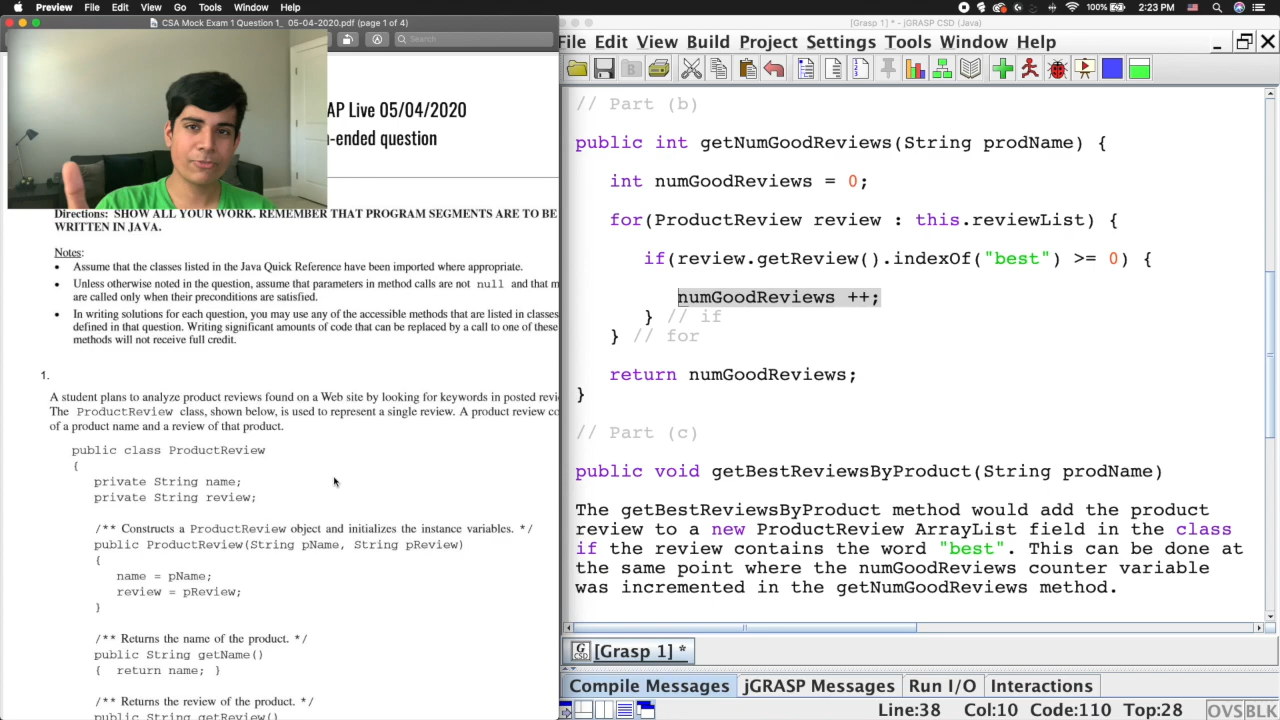 Preview File Edit View Go Tools Window Help
100% Mon 2:23 PM
CSA Mock Exam 1 Question 1_ 05-04-2020.pdf (page 1 of 4)
Search
AP Live 05/04/2020
-ended question
Directions: SHOW ALL YOUR WORK. REMEMBER THAT PROGRAM SEGMENTS ARE TO BE
WRITTEN IN JAVA.
Notes:
• Assume that the classes listed in the Java Quick Reference have been imported where appropriate.
• Unless otherwise noted in the question, assume that parameters in method calls are not null and that m
are called only when their preconditions are satisfied.
• In writing solutions for each question, you may use any of the accessible methods that are listed in classes
defined in that question. Writing significant amounts of code that can be replaced by a call to one of these
methods will not receive full credit.
1.
A student plans to analyze product reviews found on a Web site by looking for keywords in posted revi
The ProductReview class, shown below, is used to represent a single review. A product review co
of a product name and a review of that product.
public class ProductReview
{
private String name;
private String review;
/** Constructs a ProductReview object and initializes the instance variables. */
public ProductReview(String pName, String pReview)
{
name = pName;
review = pReview;
}
/** Returns the name of the product. */
public String getName()
{ return name; }
/** Returns the review of the product. */
public String getReview()
[Grasp 1] * - jGRASP CSD (Java)
File Edit View Build Project Settings Tools Window Help
// Part (b)
public int getNumGoodReviews(String prodName) {
int numGoodReviews = 0;
for(ProductReview review : this.reviewList) {
if(review.getReview().indexOf("best") >= 0) {
numGoodReviews ++;
} // if
} // for
return numGoodReviews;
}
// Part (c)
public void getBestReviewsByProduct(String prodName)
The getBestReviewsByProduct method would add the product
review to a new ProductReview ArrayList field in the class
if the review contains the word "best". This can be done at
the same point where the numGoodReviews counter variable
was incremented in the getNumGoodReviews method.
[Grasp 1] *
Compile Messages jGRASP Messages Run I/O Interactions
Line:38 Col:10 Code:110 Top:28 OVS BLK